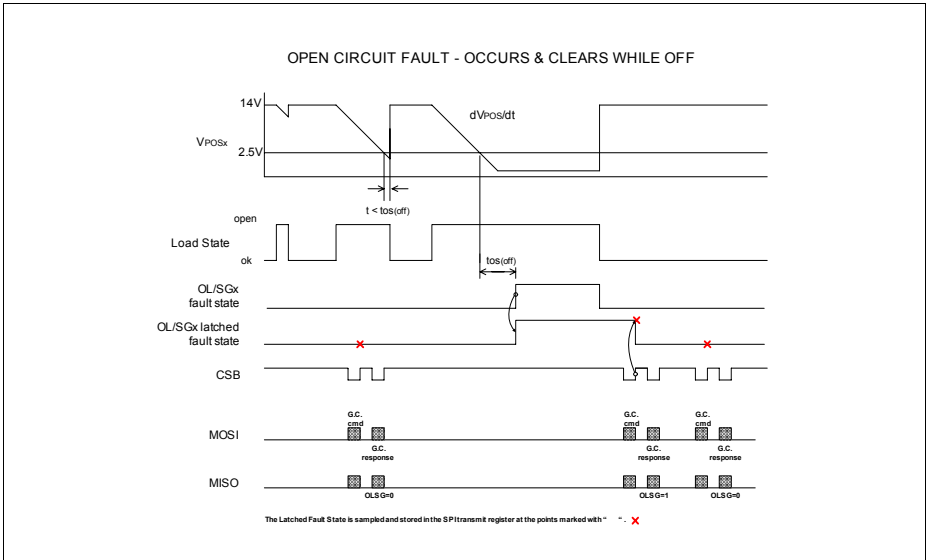 OPEN CIRCUIT FAULT - OCCURS & CLEARS WHILE OFF
14V
dVPOS/dt
VPOSx
2.5V
t < tos(off)
open
Load State
ok
tos(off)
OL/SGx
fault state
OL/SGx latched
fault state
CSB
G.C.
cmd
G.C.
cmd
G.C.
cmd
MOSI
G.C.
response
G.C.
response
G.C.
response
MISO
OLSG=0
OLSG=1
OLSG=0
The Latched Fault State is sampled and stored in the SPI transmit register at the points marked with “ “ .